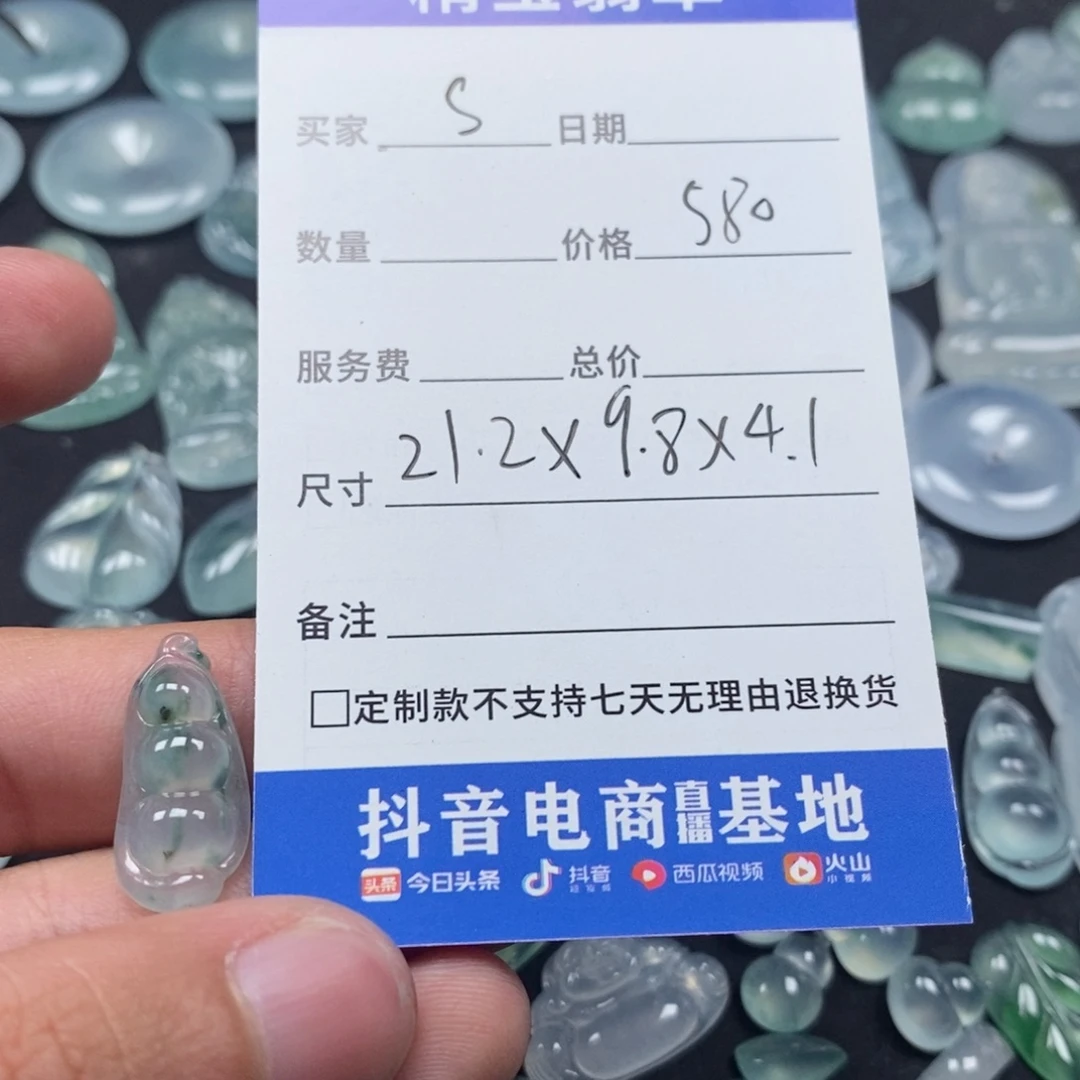 买家 S 日期
数量 价格 580
服务费 总价
尺寸 21.2X9.8X4.1
备注
□定制款不支持七天无理由退换货
抖音电商直播基地
头条 今日头条 抖音 西瓜视频 火山小视频